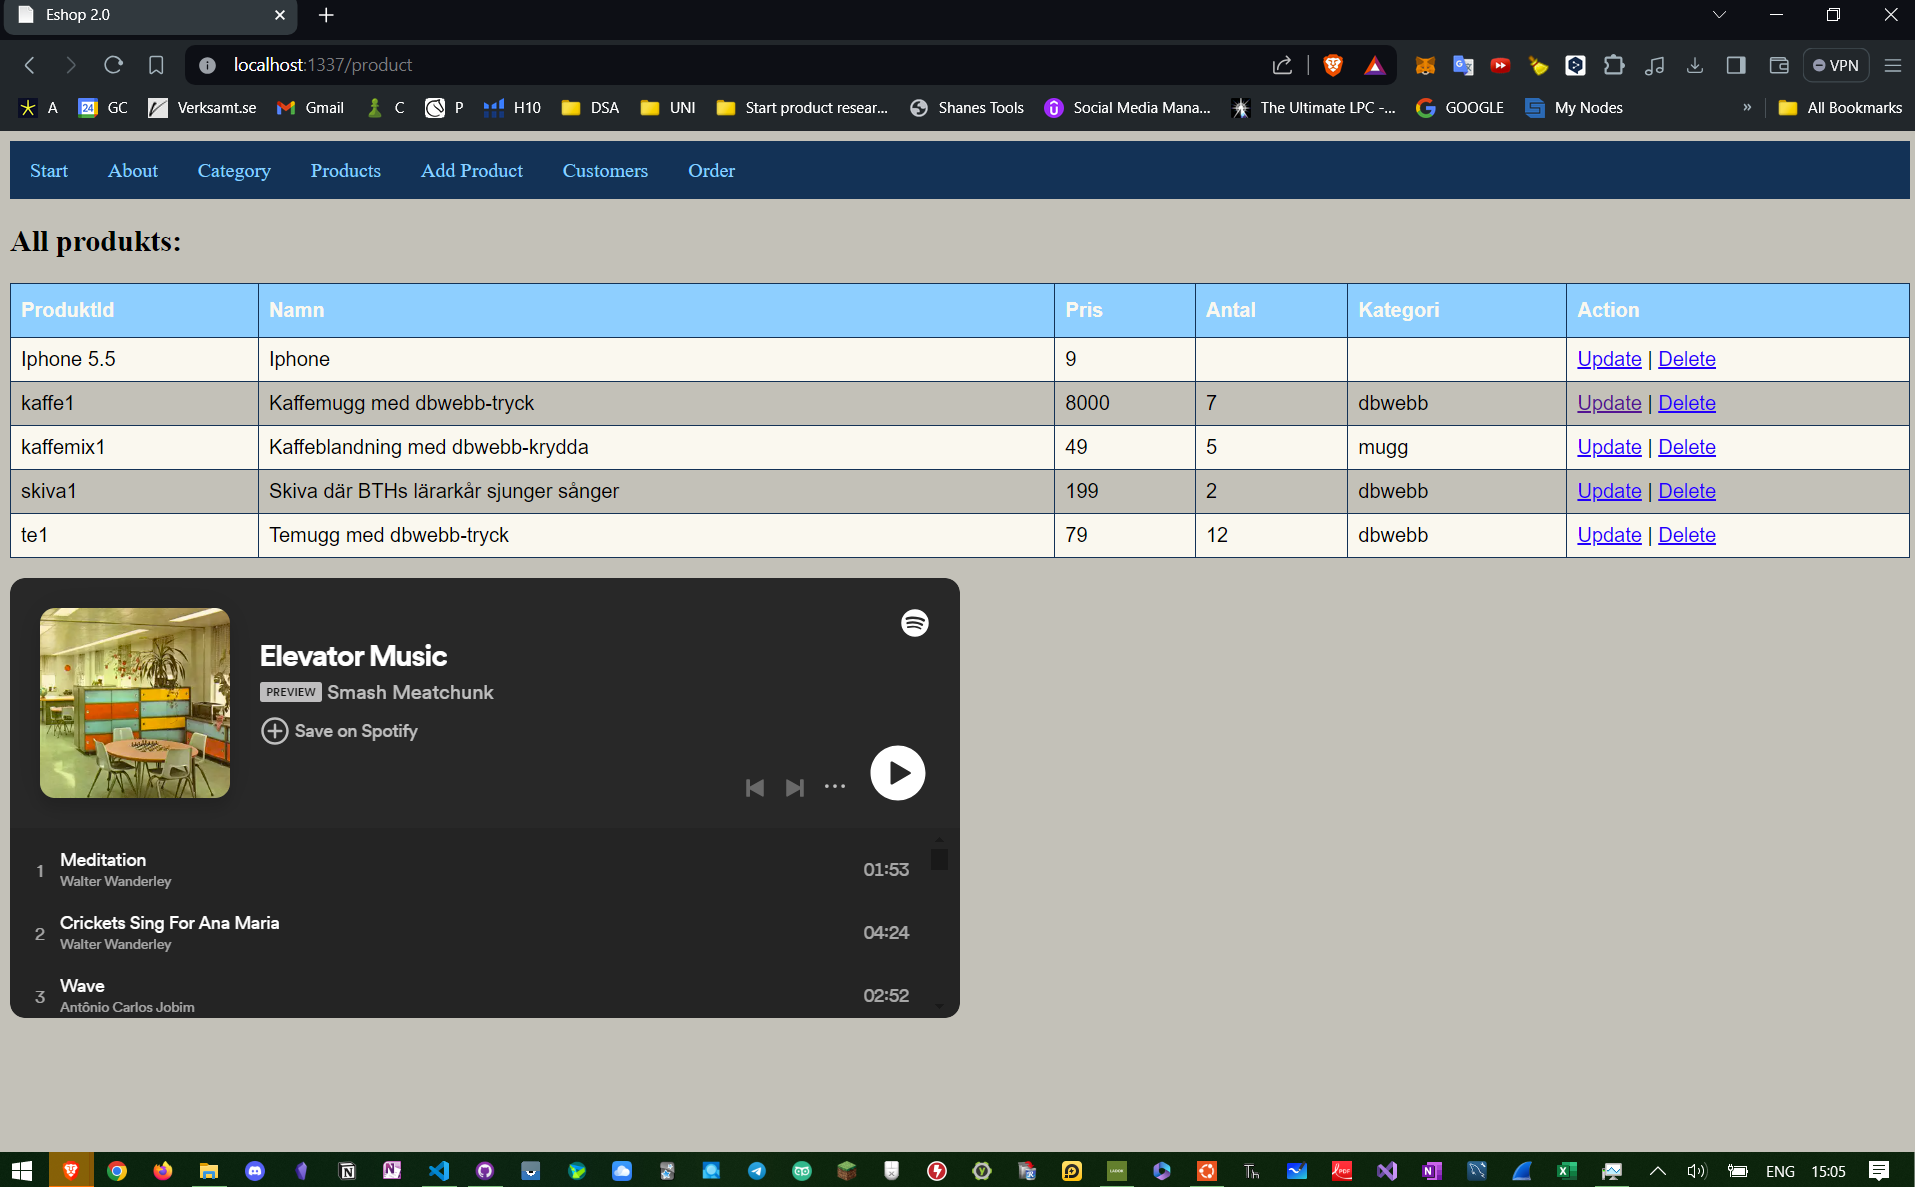 Eshop 2.0
localhost:1337/product
VPN
A GC Verksamt.se Gmail C P H10 DSA UNI Start product resear... Shanes Tools Social Media Mana... The Ultimate LPC -... GOOGLE My Nodes » All Bookmarks
Start About Category Products Add Product Customers Order
All produkts:
ProduktId Namn Pris Antal Kategori Action
Iphone 5.5 Iphone 9 Update | Delete
kaffe1 Kaffemugg med dbwebb-tryck 8000 7 dbwebb Update | Delete
kaffemix1 Kaffeblandning med dbwebb-krydda 49 5 mugg Update | Delete
skiva1 Skiva där BTHs lärarkår sjunger sånger 199 2 dbwebb Update | Delete
te1 Temugg med dbwebb-tryck 79 12 dbwebb Update | Delete
Elevator Music
PREVIEW Smash Meatchunk
Save on Spotify
1 Meditation 01:53
Walter Wanderley
2 Crickets Sing For Ana Maria 04:24
Walter Wanderley
3 Wave 02:52
Antônio Carlos Jobim
ENG 15:05